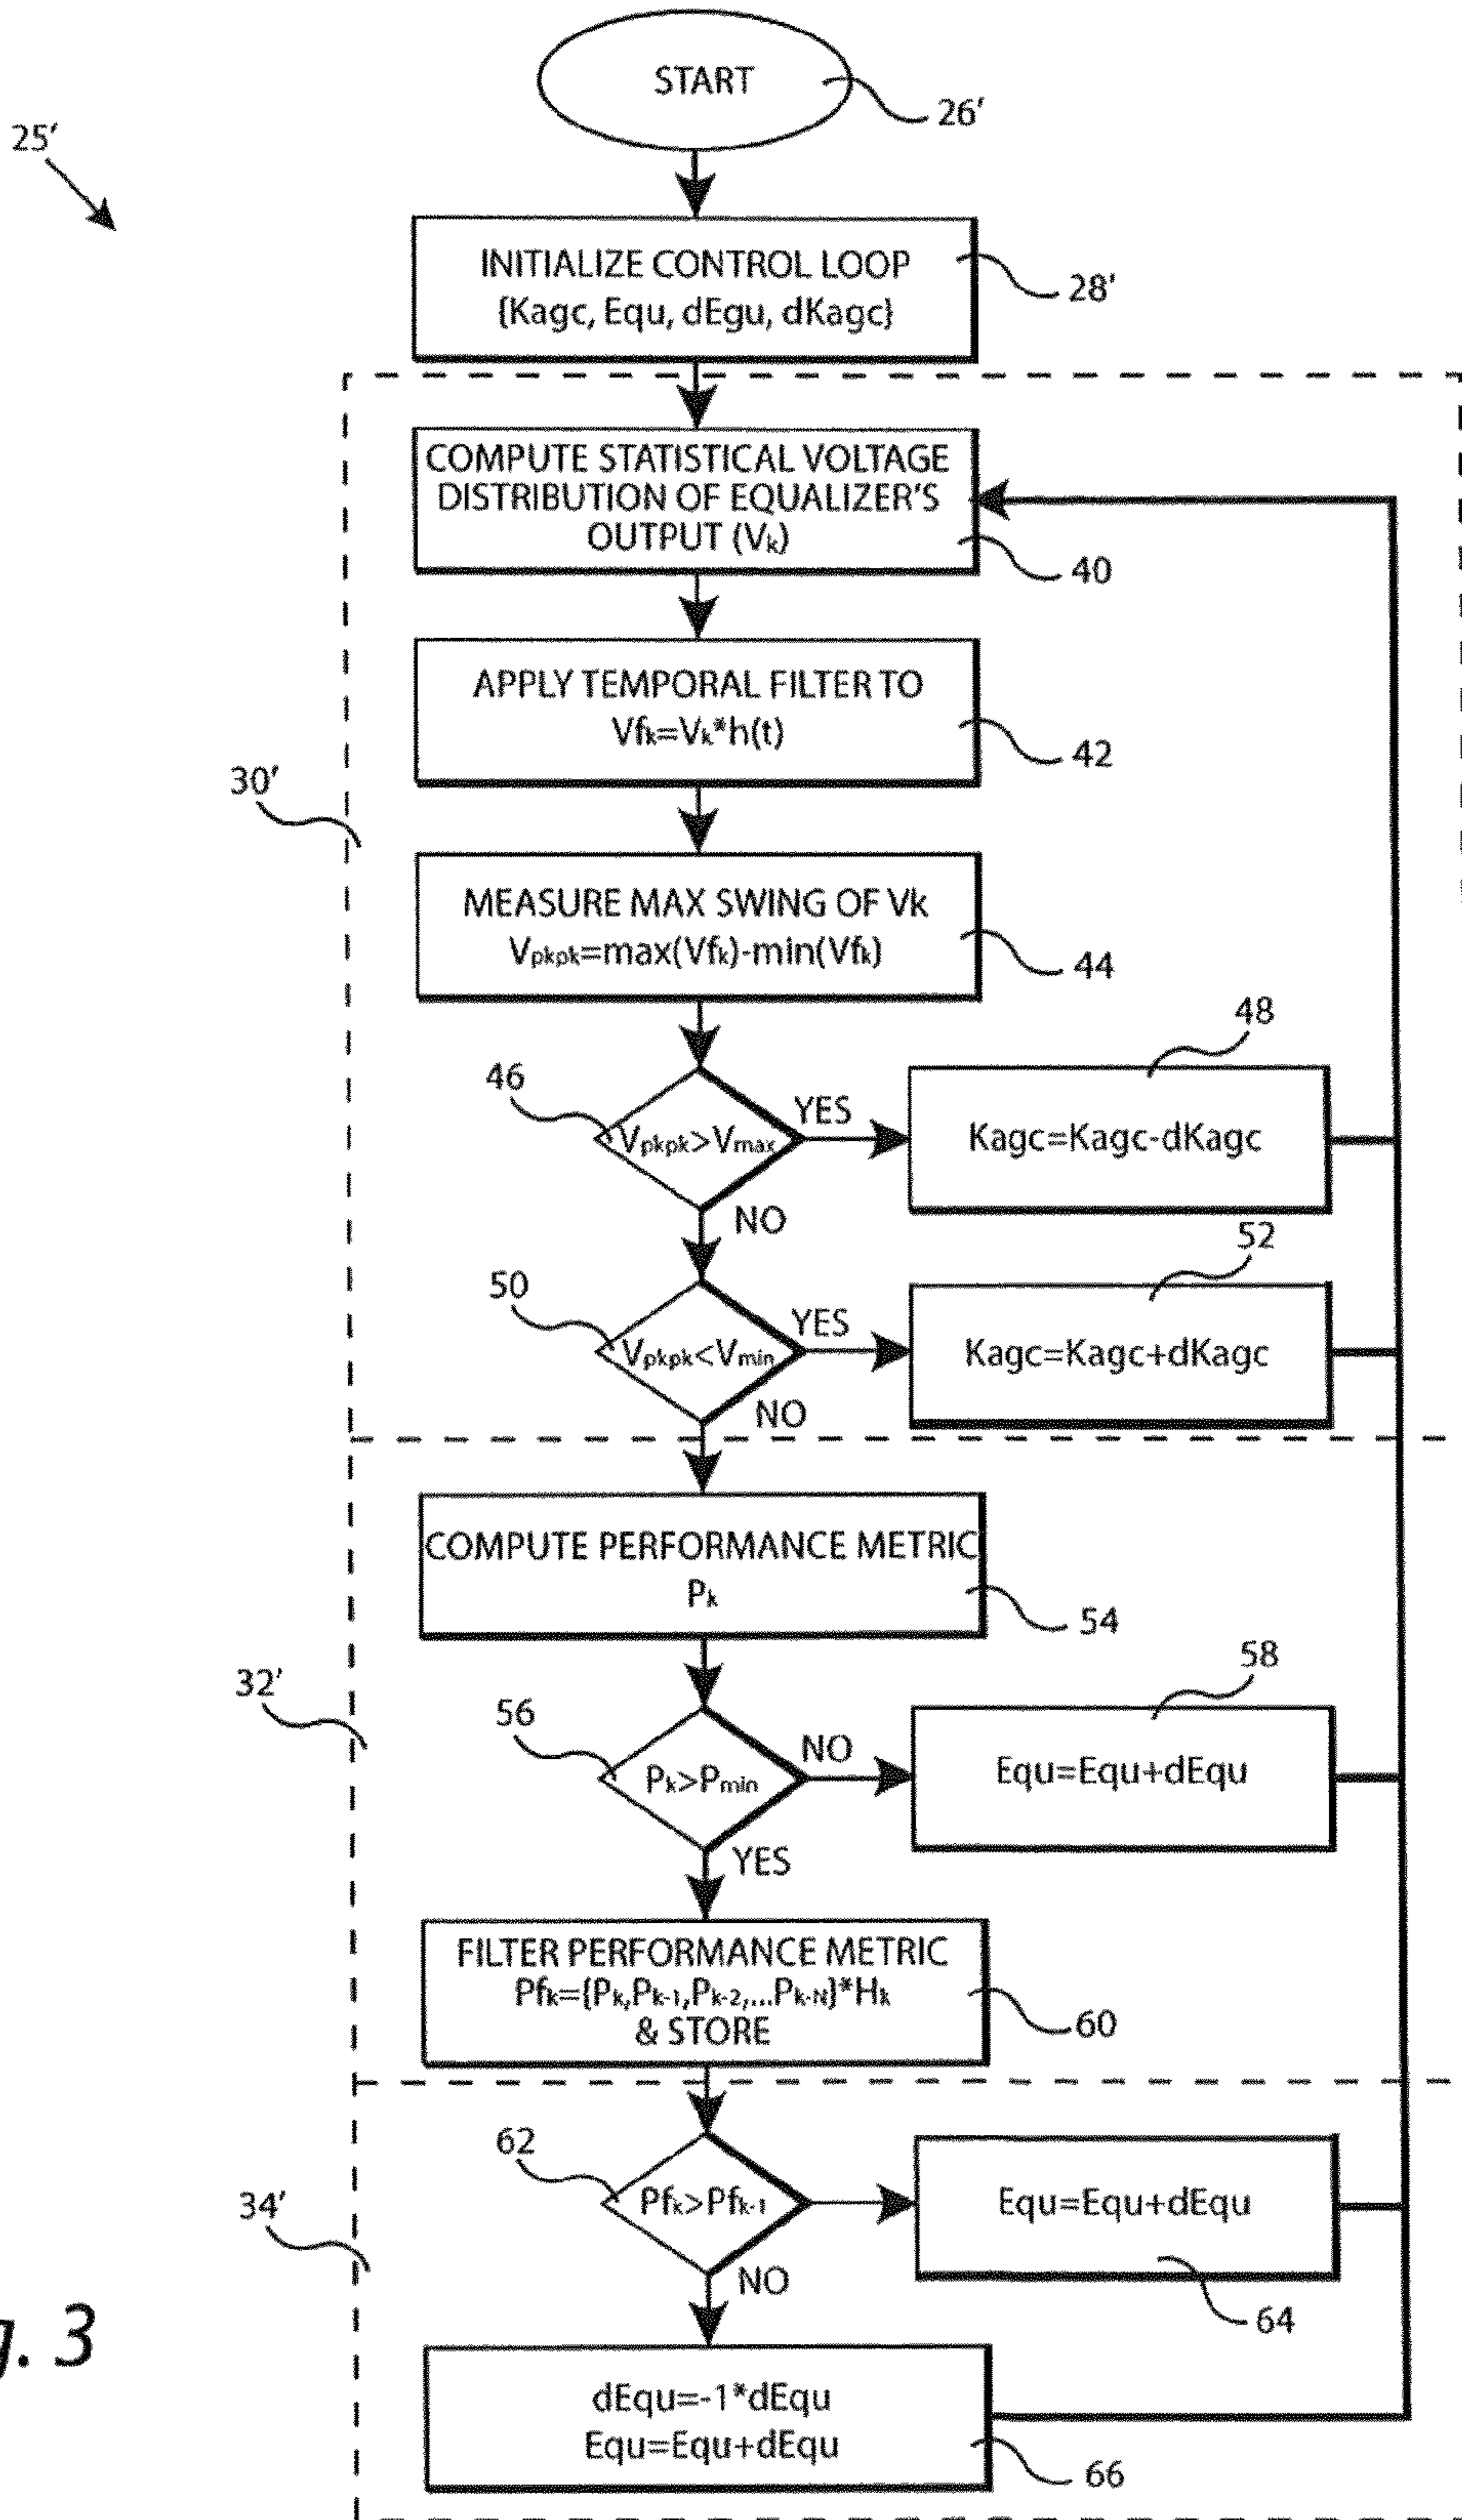 START
26'
25'
INITIALIZE CONTROL LOOP
{Kagc, Equ, dEgu, dKagc}
28'
COMPUTE STATISTICAL VOLTAGE
DISTRIBUTION OF EQUALIZER'S
OUTPUT (Vk)
40
APPLY TEMPORAL FILTER TO
Vfk=Vk*h(t)
42
30'
MEASURE MAX SWING OF Vk
Vpkpk=max(Vfk)-min(Vfk)
44
46
Vpkpk>Vmax
YES
48
Kagc=Kagc-dKagc
NO
50
Vpkpk<Vmin
YES
52
Kagc=Kagc+dKagc
NO
COMPUTE PERFORMANCE METRIC
Pk
54
32'
56
Pk>Pmin
NO
58
Equ=Equ+dEqu
YES
FILTER PERFORMANCE METRIC
Pfk={Pk,Pk-1,Pk-2,...Pk-N}*Hk
& STORE
60
62
Pfk>Pfk-1
Equ=Equ+dEqu
64
34'
NO
g. 3
dEqu=-1*dEqu
Equ=Equ+dEqu
66